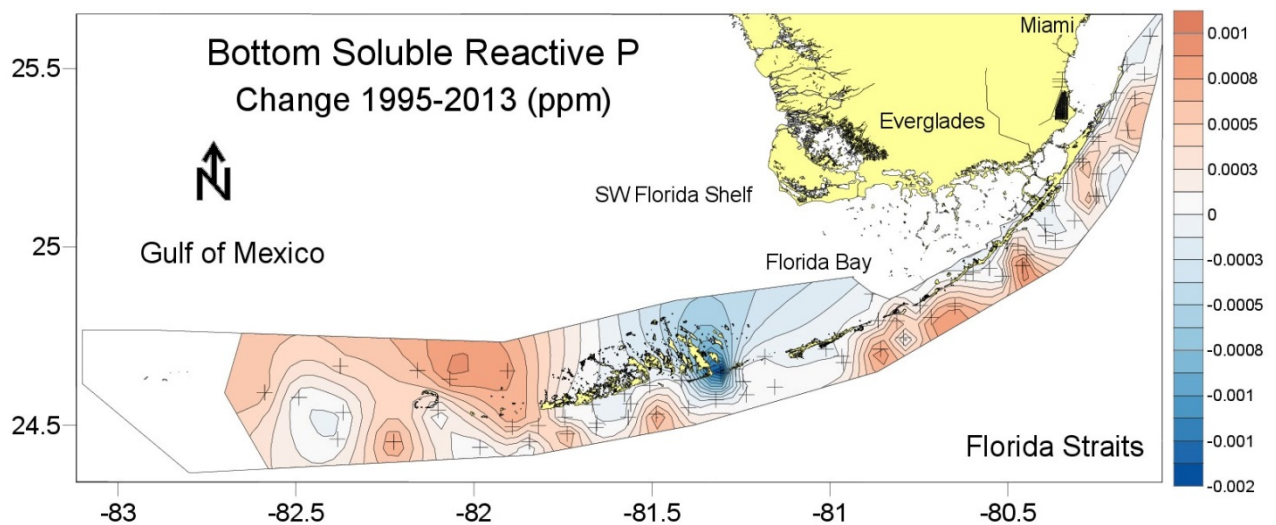 Bottom Soluble Reactive P
Change 1995-2013 (ppm)
N
Gulf of Mexico
SW Florida Shelf
Everglades
Miami
Florida Bay
Florida Straits
25.5
25
24.5
-83
-82.5
-82
-81.5
-81
-80.5
0.001
0.0008
0.0005
0.0003
0
-0.0003
-0.0005
-0.0008
-0.001
-0.001
-0.002